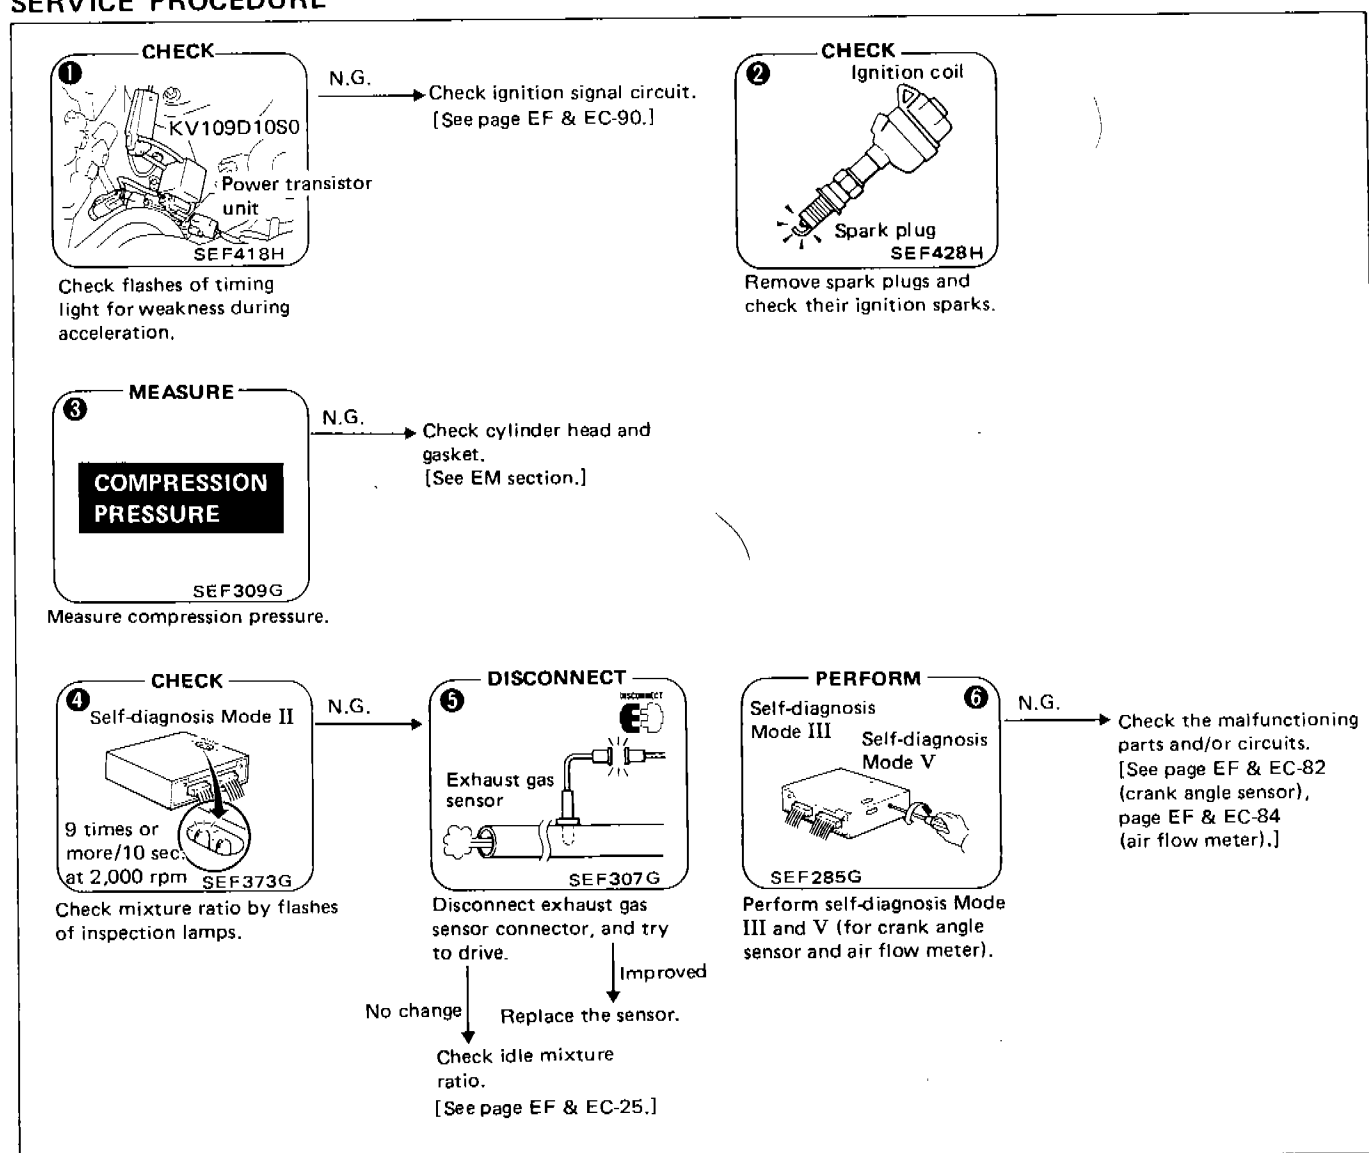 SERVICE PROCEDURE
CHECK
1
KV109D10S0
Power transistor
unit
SEF418H
Check flashes of timing
light for weakness during
acceleration.
N.G.
Check ignition signal circuit.
[See page EF & EC-90.]
CHECK
2
Ignition coil
Spark plug
SEF428H
Remove spark plugs and
check their ignition sparks.
MEASURE
3
COMPRESSION
PRESSURE
SEF309G
Measure compression pressure.
N.G.
Check cylinder head and
gasket.
[See EM section.]
CHECK
4
Self-diagnosis Mode II
9 times or
more/10 sec.
at 2,000 rpm
SEF373G
Check mixture ratio by flashes
of inspection lamps.
N.G.
DISCONNECT
5
DISCONNECT
Exhaust gas
sensor
SEF307G
Disconnect exhaust gas
sensor connector, and try
to drive.
Improved
No change
Replace the sensor.
Check idle mixture
ratio.
[See page EF & EC-25.]
PERFORM
6
Self-diagnosis
Mode III
Self-diagnosis
Mode V
SEF285G
Perform self-diagnosis Mode
III and V (for crank angle
sensor and air flow meter).
N.G.
Check the malfunctioning
parts and/or circuits.
[See page EF & EC-82
(crank angle sensor),
page EF & EC-84
(air flow meter).]